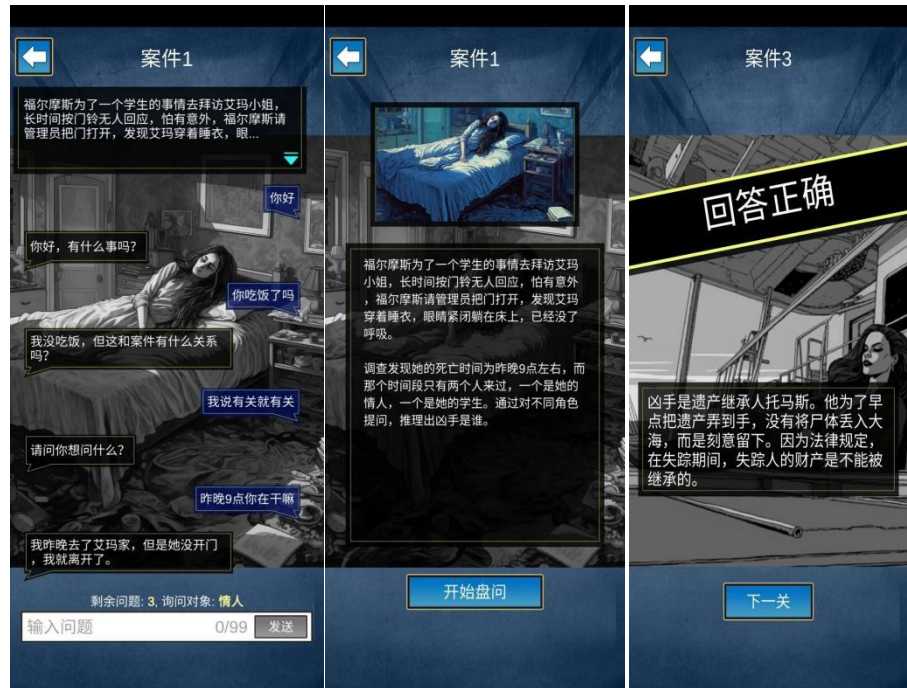 案件1
福尔摩斯为了一个学生的事情去拜访艾玛小姐，
长时间按门铃无人回应，怕有意外，福尔摩斯请
管理员把门打开，发现艾玛穿着睡衣，眼...
你好
你好，有什么事吗？
你吃饭了吗
我没吃饭，但这和案件有什么关系
吗？
我说有关就有关
请问你想问什么？
昨晚9点你在干嘛
我昨晚去了艾玛家，但是她没开门
，我就离开了。
剩余问题: 3, 询问对象: 情人
输入问题 0/99 发送
案件1
福尔摩斯为了一个学生的事情去拜访艾玛
小姐，长时间按门铃无人回应，怕有意外
，福尔摩斯请管理员把门打开，发现艾玛
穿着睡衣，眼睛紧闭躺在床上，已经没了
呼吸。
调查发现她的死亡时间为昨晚9点左右，而
那个时间段只有两个人来过，一个是她的
情人，一个是她的学生。通过对不同角色
提问，推理出凶手是谁。
开始盘问
案件3
回答正确
凶手是遗产继承人托马斯。他为了早
点把遗产弄到手，没有将尸体丢入大
海，而是刻意留下。因为法律规定，
在失踪期间，失踪人的财产是不能被
继承的。
下一关